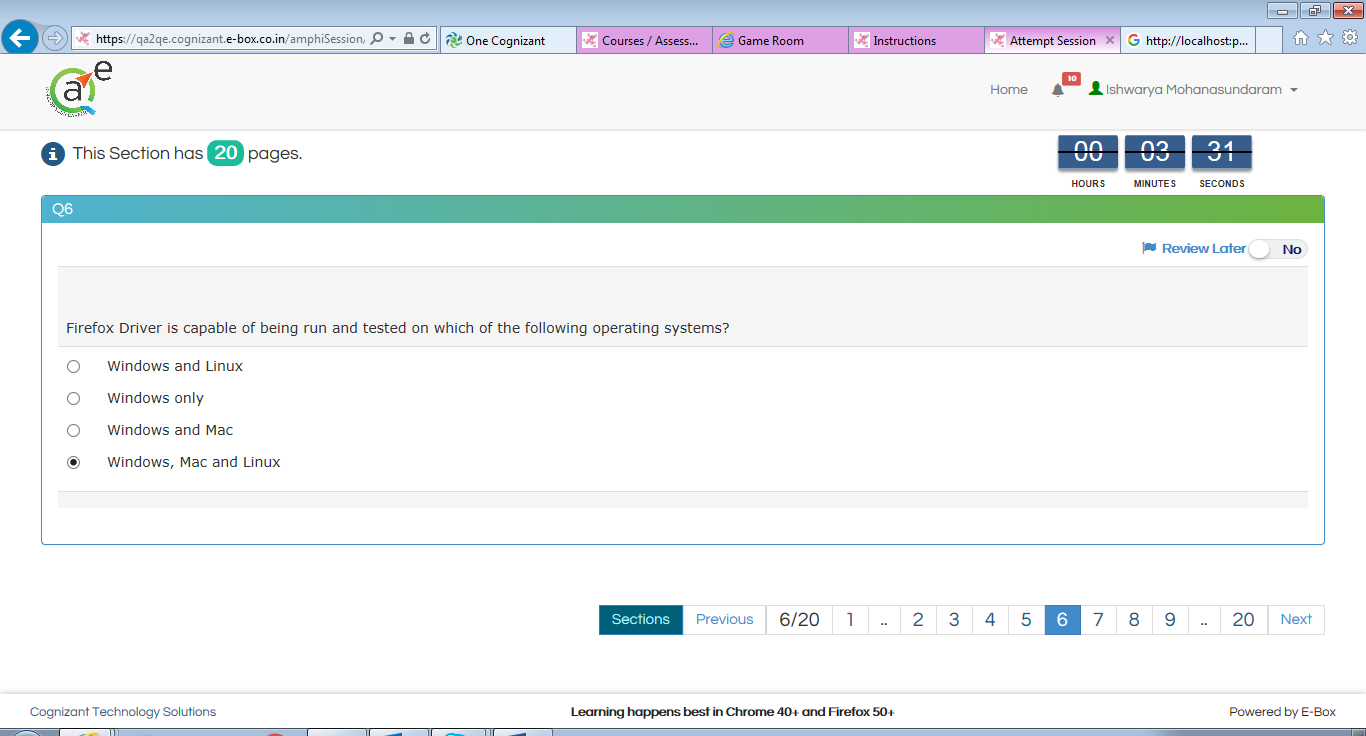 https://qa2qe.cognizant.e-box.co.in/amphiSession/
One Cognizant
Courses / Assess...
Game Room
Instructions
Attempt Session
http://localhost:p...
a e
Home
10
Ishwarya Mohanasundaram
This Section has 20 pages.
00 03 31
HOURS MINUTES SECONDS
Q6
Review Later No
Firefox Driver is capable of being run and tested on which of the following operating systems?
Windows and Linux
Windows only
Windows and Mac
Windows, Mac and Linux
Sections Previous 6/20 1 .. 2 3 4 5 6 7 8 9 .. 20 Next
Cognizant Technology Solutions
Learning happens best in Chrome 40+ and Firefox 50+
Powered by E-Box